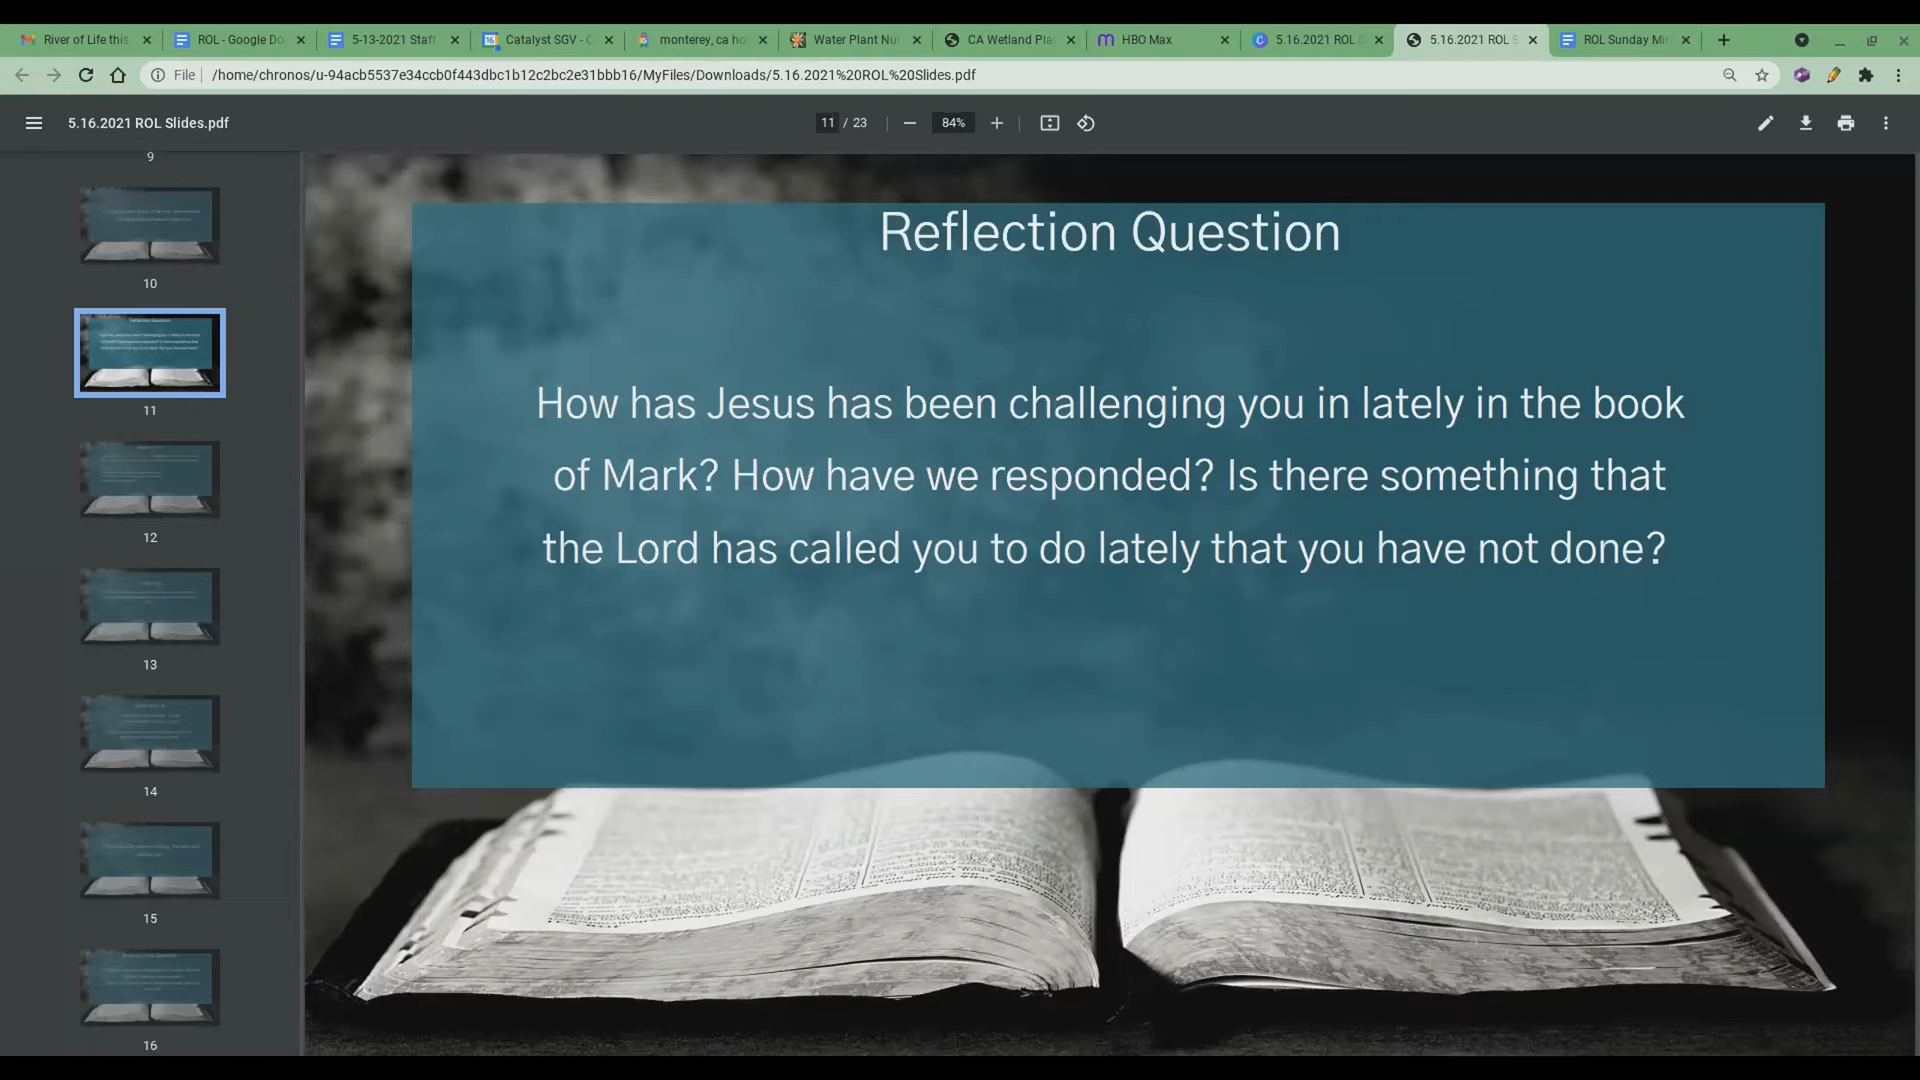 River of Life this
ROL - Google Do
5-13-2021 Staff
Catalyst SGV - C
monterey, ca ho
Water Plant Nu
CA Wetland Pla
HBO Max
5.16.2021 ROL S
5.16.2021 ROL S
ROL Sunday Mi
File
/home/chronos/u-94acb5537e34ccb0f443dbc1b12c2bc2e31bbb16/MyFiles/Downloads/5.16.2021%20ROL%20Slides.pdf
5.16.2021 ROL Slides.pdf
11 / 23
84%
9
10
11
12
13
14
15
16
Reflection Question
How has Jesus has been challenging you in lately in the book
of Mark? How have we responded? Is there something that
the Lord has called you to do lately that you have not done?